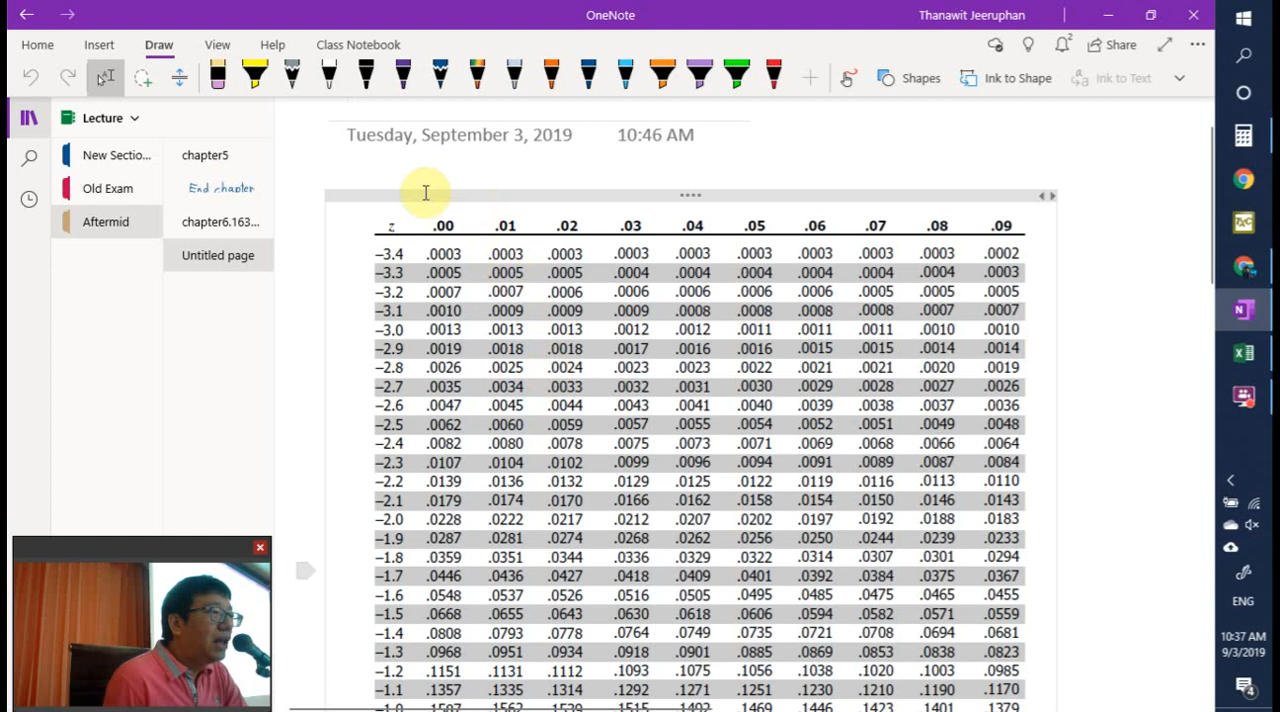 OneNote
Thanawit Jeeruphan
Home Insert Draw View Help Class Notebook
Share
Shapes
Ink to Shape
Ink to Text
Lecture
New Sectio...
Old Exam
Aftermid
chapter5
End chapter
chapter6.163...
Untitled page
Tuesday, September 3, 2019 10:46 AM
z .00 .01 .02 .03 .04 .05 .06 .07 .08 .09
−3.4 .0003 .0003 .0003 .0003 .0003 .0003 .0003 .0003 .0003 .0002
−3.3 .0005 .0005 .0005 .0004 .0004 .0004 .0004 .0004 .0004 .0003
−3.2 .0007 .0007 .0006 .0006 .0006 .0006 .0006 .0005 .0005 .0005
−3.1 .0010 .0009 .0009 .0009 .0008 .0008 .0008 .0008 .0007 .0007
−3.0 .0013 .0013 .0013 .0012 .0012 .0011 .0011 .0011 .0010 .0010
−2.9 .0019 .0018 .0018 .0017 .0016 .0016 .0015 .0015 .0014 .0014
−2.8 .0026 .0025 .0024 .0023 .0023 .0022 .0021 .0021 .0020 .0019
−2.7 .0035 .0034 .0033 .0032 .0031 .0030 .0029 .0028 .0027 .0026
−2.6 .0047 .0045 .0044 .0043 .0041 .0040 .0039 .0038 .0037 .0036
−2.5 .0062 .0060 .0059 .0057 .0055 .0054 .0052 .0051 .0049 .0048
−2.4 .0082 .0080 .0078 .0075 .0073 .0071 .0069 .0068 .0066 .0064
−2.3 .0107 .0104 .0102 .0099 .0096 .0094 .0091 .0089 .0087 .0084
−2.2 .0139 .0136 .0132 .0129 .0125 .0122 .0119 .0116 .0113 .0110
−2.1 .0179 .0174 .0170 .0166 .0162 .0158 .0154 .0150 .0146 .0143
−2.0 .0228 .0222 .0217 .0212 .0207 .0202 .0197 .0192 .0188 .0183
−1.9 .0287 .0281 .0274 .0268 .0262 .0256 .0250 .0244 .0239 .0233
−1.8 .0359 .0351 .0344 .0336 .0329 .0322 .0314 .0307 .0301 .0294
−1.7 .0446 .0436 .0427 .0418 .0409 .0401 .0392 .0384 .0375 .0367
−1.6 .0548 .0537 .0526 .0516 .0505 .0495 .0485 .0475 .0465 .0455
−1.5 .0668 .0655 .0643 .0630 .0618 .0606 .0594 .0582 .0571 .0559
−1.4 .0808 .0793 .0778 .0764 .0749 .0735 .0721 .0708 .0694 .0681
−1.3 .0968 .0951 .0934 .0918 .0901 .0885 .0869 .0853 .0838 .0823
−1.2 .1151 .1131 .1112 .1093 .1075 .1056 .1038 .1020 .1003 .0985
−1.1 .1357 .1335 .1314 .1292 .1271 .1251 .1230 .1210 .1190 .1170
−1.0 .1587 .1562 .1539 .1515 .1492 .1469 .1446 .1423 .1401 .1379
ENG
10:37 AM
9/3/2019
4